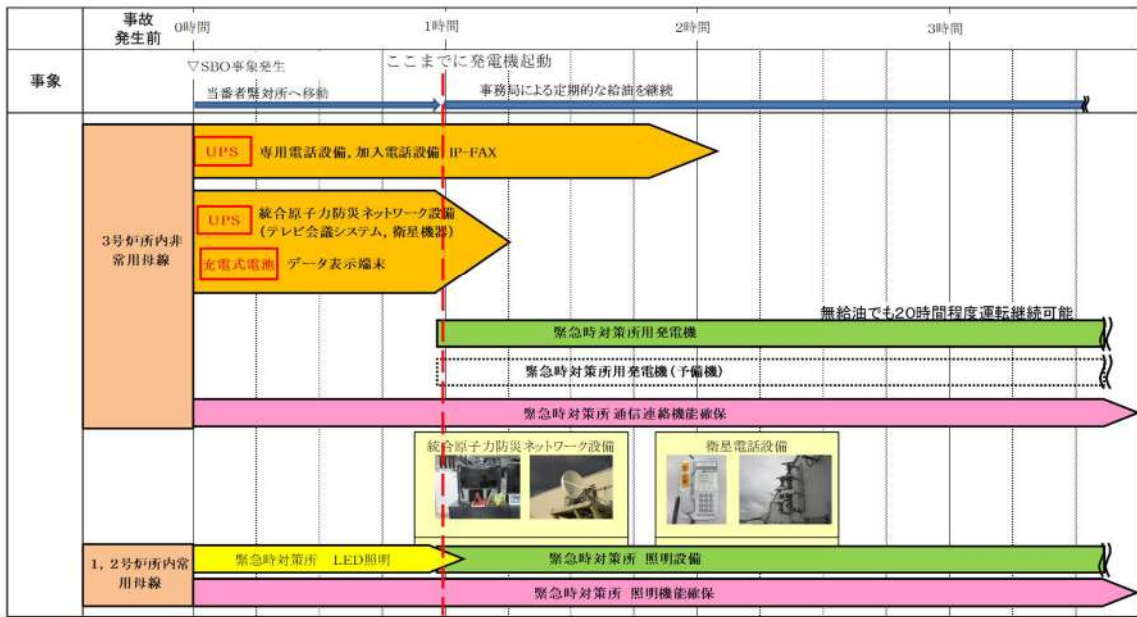 事故
発生前
0時間
1時間
2時間
3時間
事象
▽SBO事象発生
ここまでに発電機起動
当番者緊対所へ移動
事務局による定期的な給油を継続
3号炉所内非
常用母線
UPS
専用電話設備, 加入電話設備 IP-FAX
UPS
統合原子力防災ネットワーク設備
(テレビ会議システム, 衛星機器)
充電式電池
データ表示端末
無給油でも20時間程度運転継続可能
緊急時対策所用発電機
緊急時対策所用発電機(予備機)
緊急時対策所 通信連絡機能確保
統合原子力防災ネットワーク設備
衛星電話設備
1, 2号炉所内常
用母線
緊急時対策所 LED照明
緊急時対策所 照明設備
緊急時対策所 照明機能確保